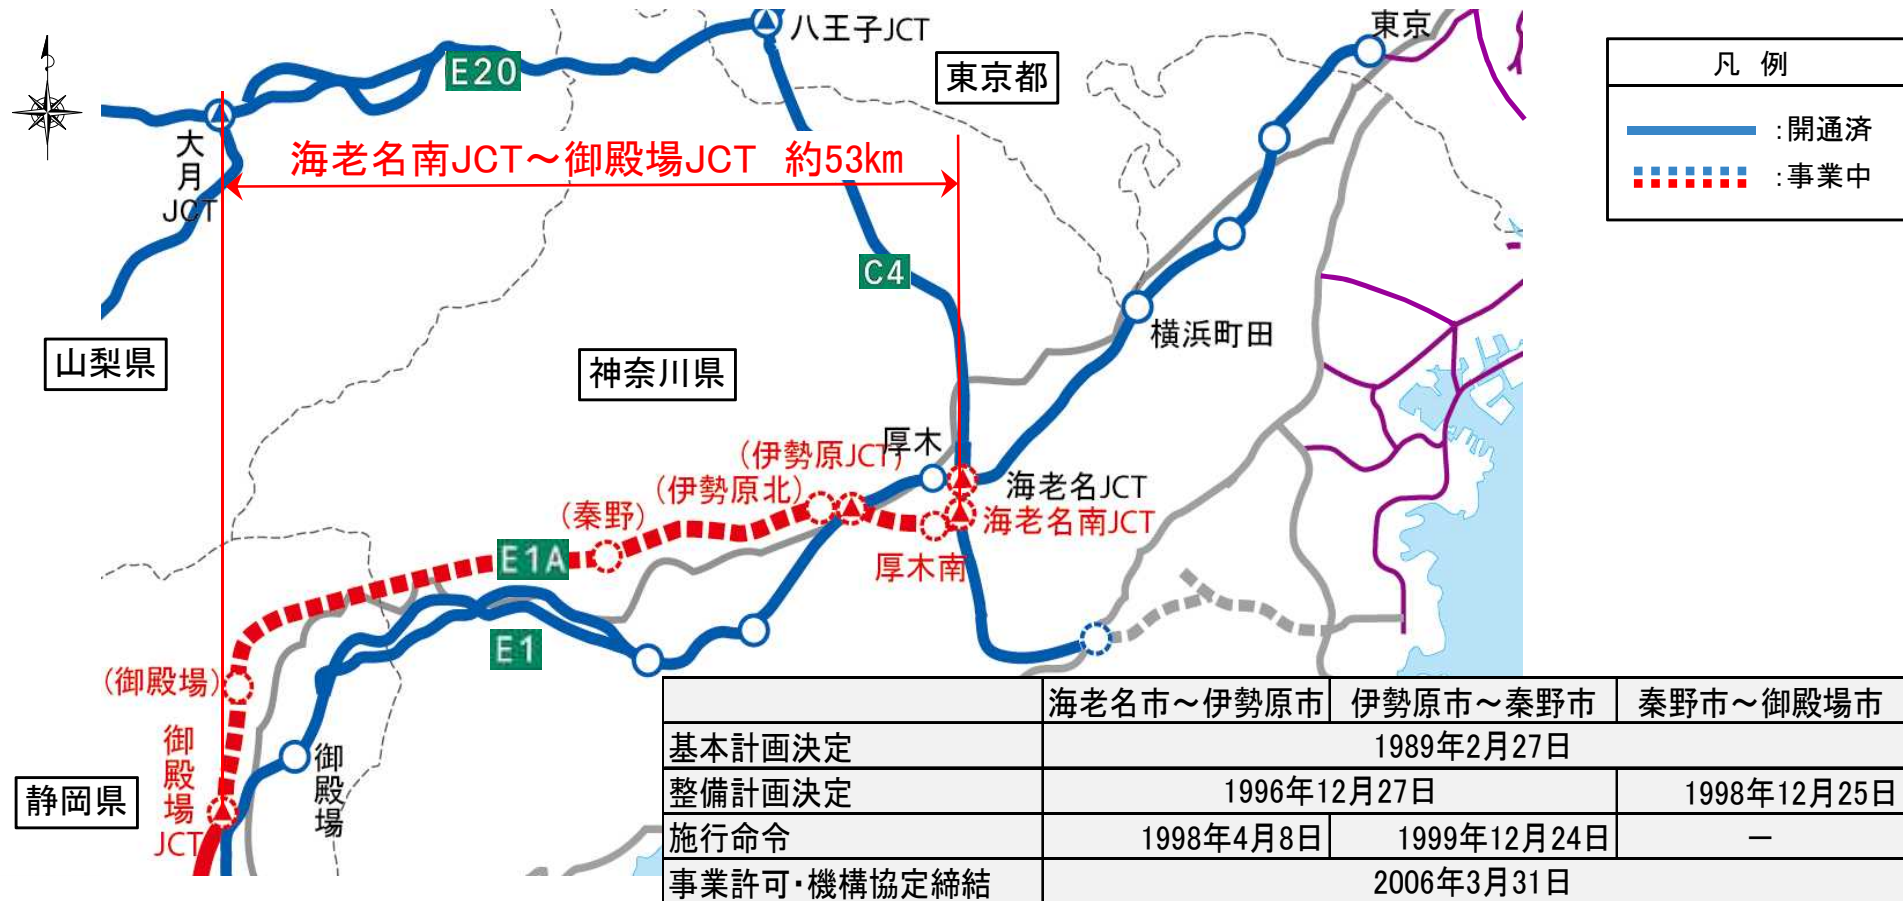 八王子JCT
東京
E20
東京都
凡 例
:開通済
:事業中
大月JCT
海老名南JCT～御殿場JCT 約53km
C4
横浜町田
山梨県
神奈川県
厚木
(伊勢原JCT)
(伊勢原北)
海老名JCT
(秦野)
海老名南JCT
E1A
厚木南
E1
(御殿場)
御殿場JCT
御殿場
静岡県
海老名市～伊勢原市 伊勢原市～秦野市 秦野市～御殿場市
基本計画決定 1989年2月27日
整備計画決定 1996年12月27日 1998年12月25日
施行命令 1998年4月8日 1999年12月24日 －
事業許可・機構協定締結 2006年3月31日